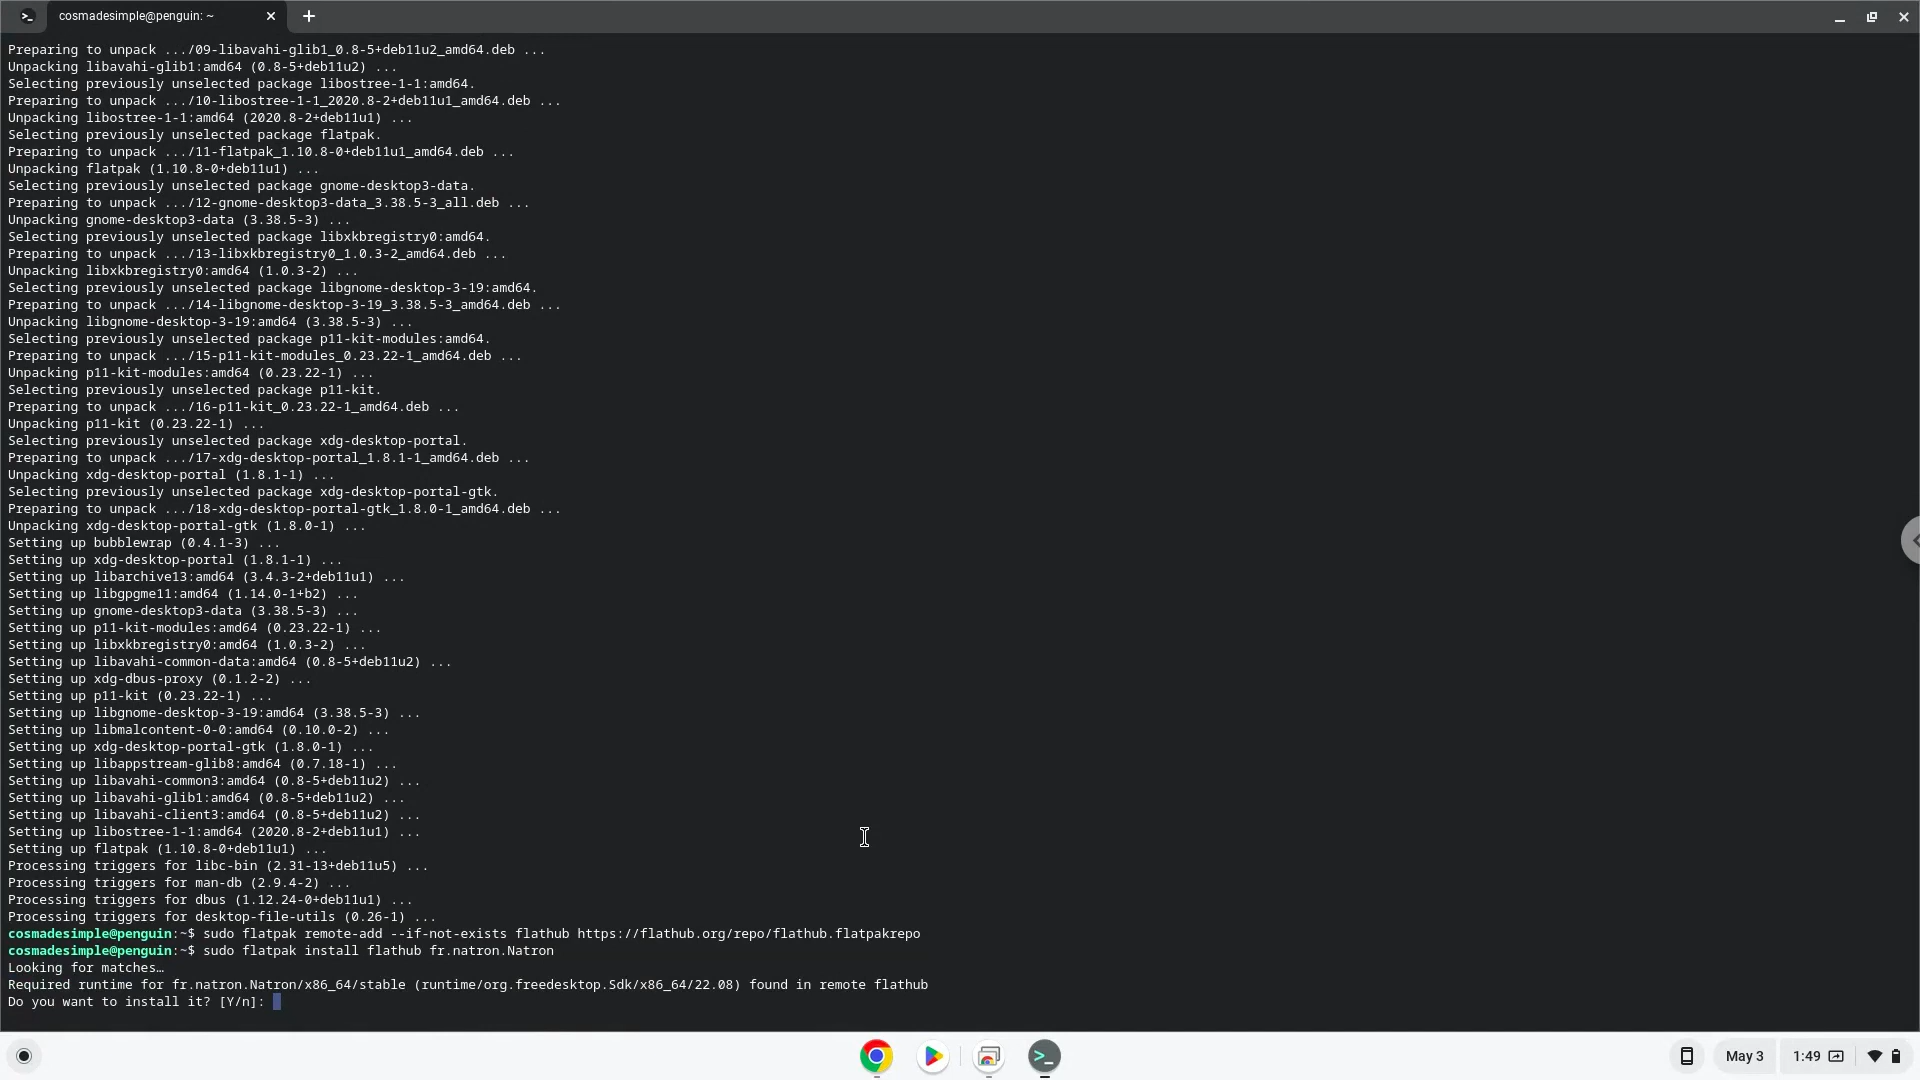 cosmadesimple@penguin: ~
Preparing to unpack .../09-libavahi-glib1_0.8-5+deb11u2_amd64.deb ...
Unpacking libavahi-glib1:amd64 (0.8-5+deb11u2) ...
Selecting previously unselected package libostree-1-1:amd64.
Preparing to unpack .../10-libostree-1-1_2020.8-2+deb11u1_amd64.deb ...
Unpacking libostree-1-1:amd64 (2020.8-2+deb11u1) ...
Selecting previously unselected package flatpak.
Preparing to unpack .../11-flatpak_1.10.8-0+deb11u1_amd64.deb ...
Unpacking flatpak (1.10.8-0+deb11u1) ...
Selecting previously unselected package gnome-desktop3-data.
Preparing to unpack .../12-gnome-desktop3-data_3.38.5-3_all.deb ...
Unpacking gnome-desktop3-data (3.38.5-3) ...
Selecting previously unselected package libxkbregistry0:amd64.
Preparing to unpack .../13-libxkbregistry0_1.0.3-2_amd64.deb ...
Unpacking libxkbregistry0:amd64 (1.0.3-2) ...
Selecting previously unselected package libgnome-desktop-3-19:amd64.
Preparing to unpack .../14-libgnome-desktop-3-19_3.38.5-3_amd64.deb ...
Unpacking libgnome-desktop-3-19:amd64 (3.38.5-3) ...
Selecting previously unselected package p11-kit-modules:amd64.
Preparing to unpack .../15-p11-kit-modules_0.23.22-1_amd64.deb ...
Unpacking p11-kit-modules:amd64 (0.23.22-1) ...
Selecting previously unselected package p11-kit.
Preparing to unpack .../16-p11-kit_0.23.22-1_amd64.deb ...
Unpacking p11-kit (0.23.22-1) ...
Selecting previously unselected package xdg-desktop-portal.
Preparing to unpack .../17-xdg-desktop-portal_1.8.1-1_amd64.deb ...
Unpacking xdg-desktop-portal (1.8.1-1) ...
Selecting previously unselected package xdg-desktop-portal-gtk.
Preparing to unpack .../18-xdg-desktop-portal-gtk_1.8.0-1_amd64.deb ...
Unpacking xdg-desktop-portal-gtk (1.8.0-1) ...
Setting up bubblewrap (0.4.1-3) ...
Setting up xdg-desktop-portal (1.8.1-1) ...
Setting up libarchive13:amd64 (3.4.3-2+deb11u1) ...
Setting up libgpgme11:amd64 (1.14.0-1+b2) ...
Setting up gnome-desktop3-data (3.38.5-3) ...
Setting up p11-kit-modules:amd64 (0.23.22-1) ...
Setting up libxkbregistry0:amd64 (1.0.3-2) ...
Setting up libavahi-common-data:amd64 (0.8-5+deb11u2) ...
Setting up xdg-dbus-proxy (0.1.2-2) ...
Setting up p11-kit (0.23.22-1) ...
Setting up libgnome-desktop-3-19:amd64 (3.38.5-3) ...
Setting up libmalcontent-0-0:amd64 (0.10.0-2) ...
Setting up xdg-desktop-portal-gtk (1.8.0-1) ...
Setting up libappstream-glib8:amd64 (0.7.18-1) ...
Setting up libavahi-common3:amd64 (0.8-5+deb11u2) ...
Setting up libavahi-glib1:amd64 (0.8-5+deb11u2) ...
Setting up libavahi-client3:amd64 (0.8-5+deb11u2) ...
Setting up libostree-1-1:amd64 (2020.8-2+deb11u1) ...
Setting up flatpak (1.10.8-0+deb11u1) ...
Processing triggers for libc-bin (2.31-13+deb11u5) ...
Processing triggers for man-db (2.9.4-2) ...
Processing triggers for dbus (1.12.24-0+deb11u1) ...
Processing triggers for desktop-file-utils (0.26-1) ...
cosmadesimple@penguin:~$ sudo flatpak remote-add --if-not-exists flathub https://flathub.org/repo/flathub.flatpakrepo
cosmadesimple@penguin:~$ sudo flatpak install flathub fr.natron.Natron
Looking for matches…
Required runtime for fr.natron.Natron/x86_64/stable (runtime/org.freedesktop.Sdk/x86_64/22.08) found in remote flathub
Do you want to install it? [Y/n]:
May 3
1:49